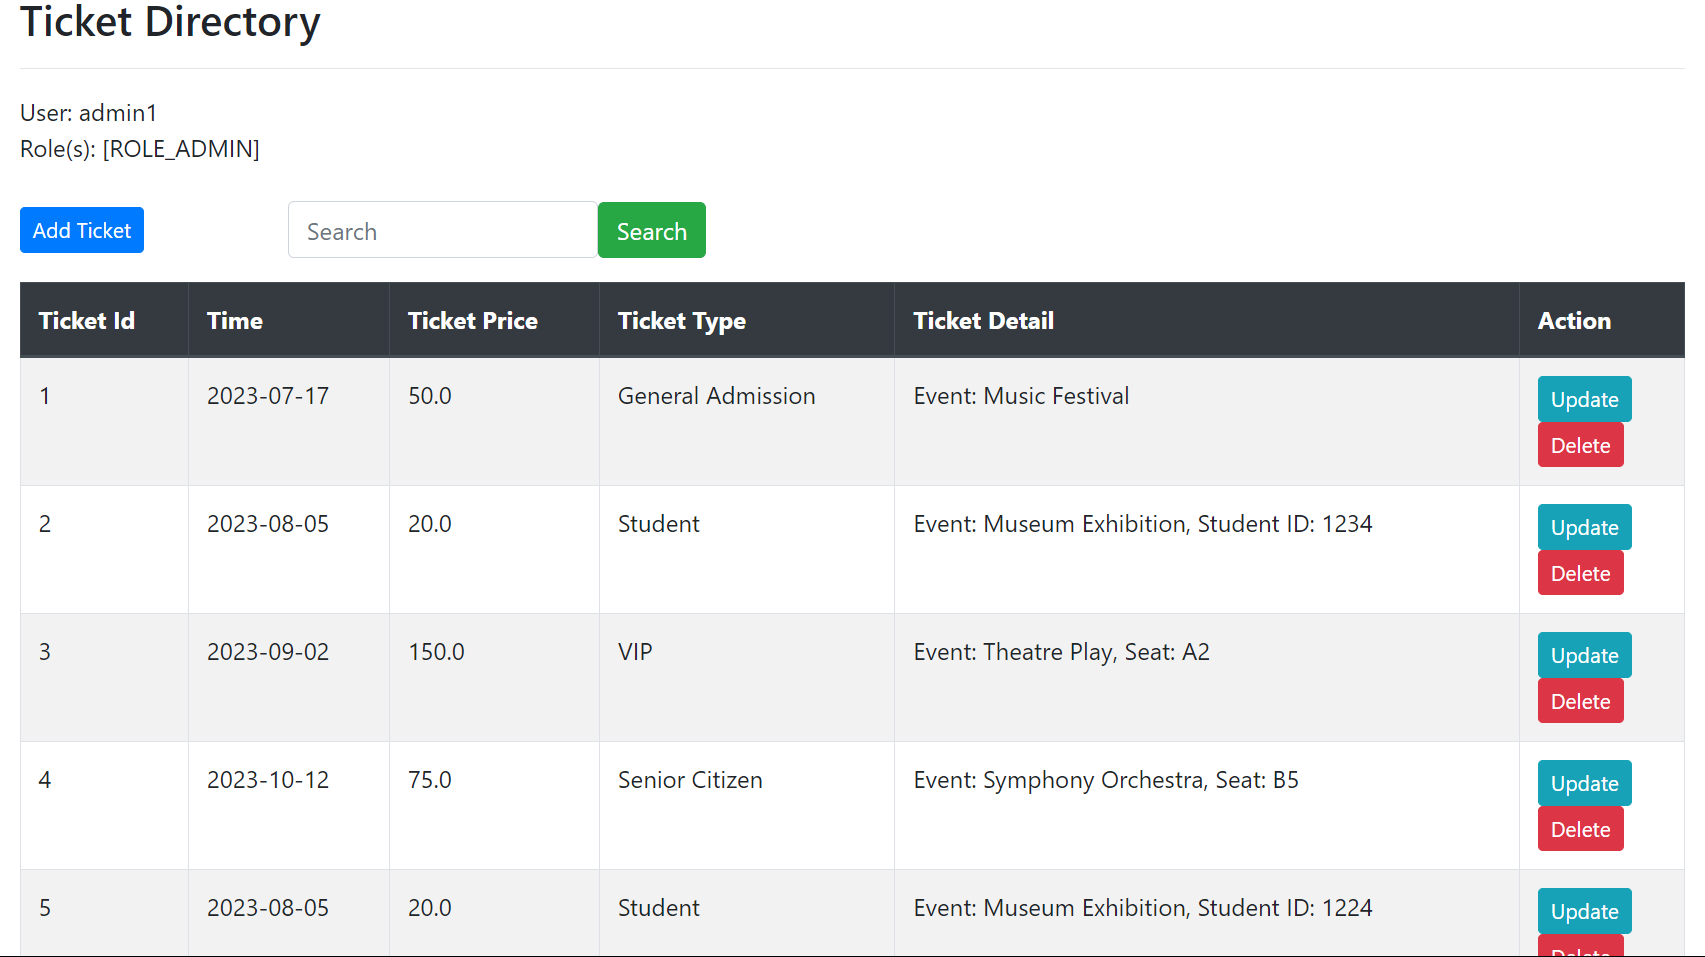 Ticket Directory
User: admin1
Role(s): [ROLE_ADMIN]
Add Ticket Search Search
Ticket Id Time Ticket Price Ticket Type Ticket Detail Action
1 2023-07-17 50.0 General Admission Event: Music Festival Update
Delete
2 2023-08-05 20.0 Student Event: Museum Exhibition, Student ID: 1234 Update
Delete
3 2023-09-02 150.0 VIP Event: Theatre Play, Seat: A2 Update
Delete
4 2023-10-12 75.0 Senior Citizen Event: Symphony Orchestra, Seat: B5 Update
Delete
5 2023-08-05 20.0 Student Event: Museum Exhibition, Student ID: 1224 Update
Delete